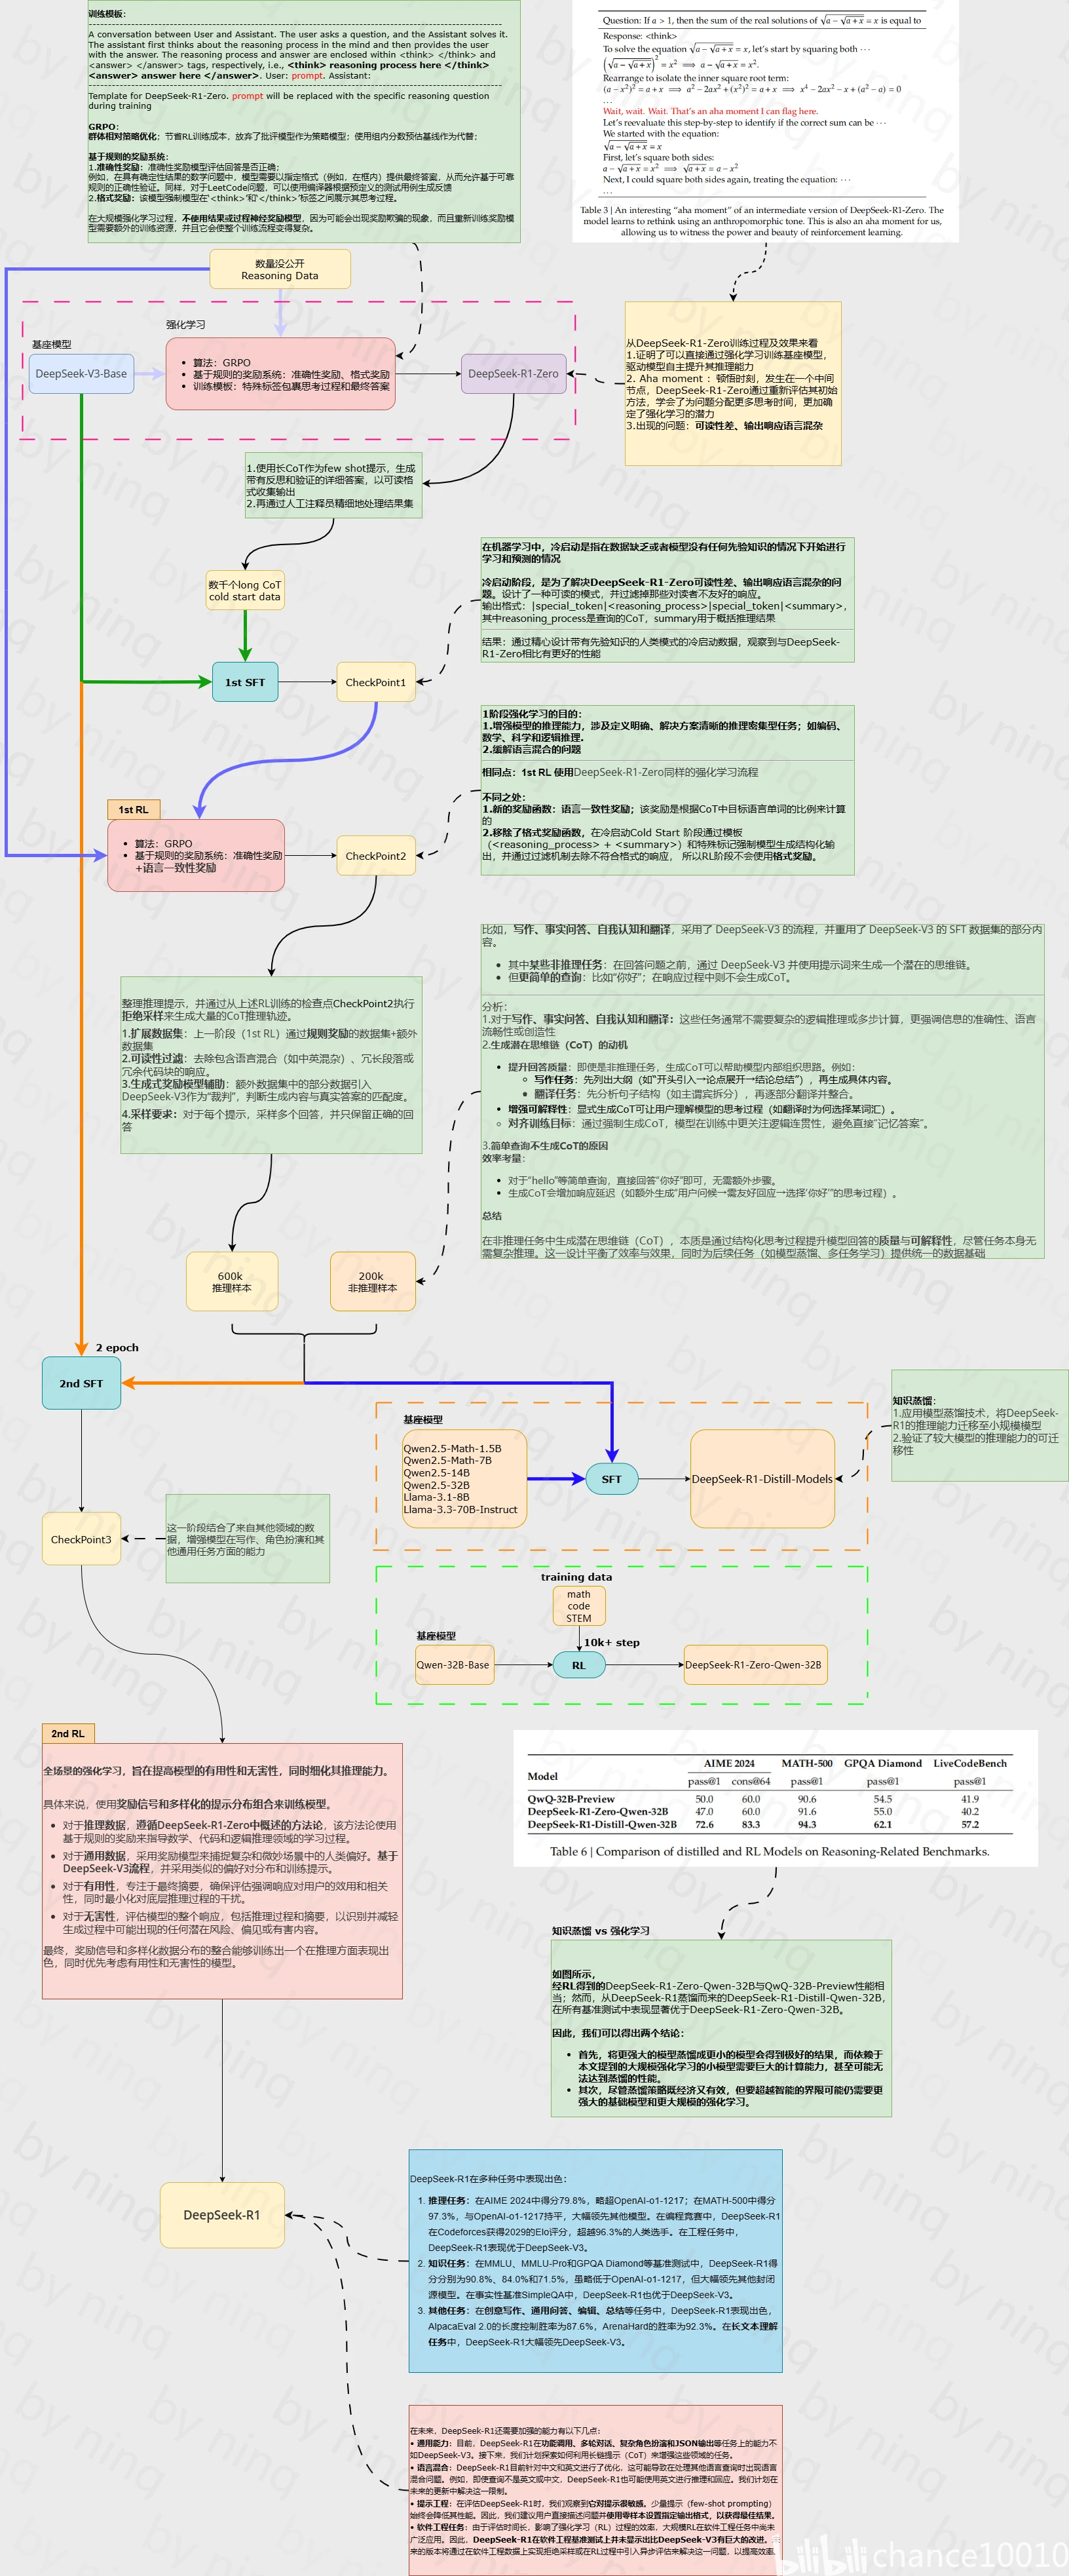 训练模板:
A conversation between User and Assistant. The user asks a question, and the Assistant solves it.
The assistant first thinks about the reasoning process in the mind and then provides the user
with the answer. The reasoning process and answer are enclosed within <think> </think> and
<answer> </answer> tags, respectively, i.e., <think> reasoning process here </think>
<answer> answer here </answer>. User: prompt. Assistant:
Template for DeepSeek-R1-Zero. prompt will be replaced with the specific reasoning question
during training
GRPO:
群体相对策略优化: 节省RL训练成本, 放弃了批评模型作为策略模型; 使用组内分数预估基线作为代替;
基于规则的奖励系统:
1.准确性奖励: 准确性奖励模型评估回答是否正确;
例如, 在具有确定性结果的数学问题中, 模型需要以指定格式 (例如, 在框内) 提供最终答案, 从而允许基于可靠
规则的正确性验证。同样, 对于LeetCode问题, 可以使用编译器根据预定义的测试用例生成反馈
2.格式奖励: 该模型强制模型在'<think>'和'</think>'标签之间展示其思考过程。
在大规模强化学习过程, 不使用结果或过程神经奖励模型, 因为可能会出现奖励欺骗的现象, 而且重新训练奖励模
型需要额外的训练资源, 并且它会使整个训练流程变得复杂。
Question: If a > 1, then the sum of the real solutions of √(a − √(a+x)) = x is equal to
Response: <think>
To solve the equation √(a − √(a+x)) = x, let's start by squaring both ⋯
(√(a − √(a+x)))² = x² ⟹ a − √(a+x) = x².
Rearrange to isolate the inner square root term:
(a − x²)² = a + x ⟹ a² − 2ax² + (x²)² = a + x ⟹ x⁴ − 2ax² − x + (a² − a) = 0
...
Wait, wait. Wait. That's an aha moment I can flag here.
Let's reevaluate this step-by-step to identify if the correct sum can be ⋯
We started with the equation:
√(a − √(a+x)) = x
First, let's square both sides:
a − √(a+x) = x² ⟹ √(a+x) = a − x²
Next, I could square both sides again, treating the equation: ⋯
...
Table 3 | An interesting "aha moment" of an intermediate version of DeepSeek-R1-Zero. The
model learns to rethink using an anthropomorphic tone. This is also an aha moment for us,
allowing us to witness the power and beauty of reinforcement learning.
数量没公开
Reasoning Data
强化学习
基座模型
DeepSeek-V3-Base
• 算法: GRPO
• 基于规则的奖励系统: 准确性奖励、格式奖励
• 训练模板: 特殊标签包裹思考过程和最终答案
DeepSeek-R1-Zero
从DeepSeek-R1-Zero训练过程及效果来看
1.证明了可以直接通过强化学习训练基座模型,
驱动模型自主提升其推理能力
2. Aha moment : 顿悟时刻, 发生在一个中间
节点, DeepSeek-R1-Zero通过重新评估其初始
方法, 学会了为问题分配更多思考时间, 更加确
定了强化学习的潜力
3.出现的问题: 可读性差、输出响应语言混杂
1.使用长CoT作为few shot提示, 生成
带有反思和验证的详细答案, 以可读格
式收集输出
2.再通过人工注释员精细地处理结果集
数千个long CoT
cold start data
在机器学习中, 冷启动是指在数据缺乏或者模型没有任何先验知识的情况下开始进行
学习和预测的情况
冷启动阶段, 是为了解决DeepSeek-R1-Zero可读性差、输出响应语言混杂的问
题。设计了一种可读的模式, 并过滤掉那些对读者不友好的响应。
输出格式: |special_token|<reasoning_process>|special_token|<summary>,
其中reasoning_process是查询的CoT, summary用于概括推理结果
结果: 通过精心设计带有先验知识的人类模式的冷启动数据, 观察到与DeepSeek-
R1-Zero相比有更好的性能
1st SFT
CheckPoint1
1阶段强化学习的目的:
1.增强模型的推理能力, 涉及定义明确、解决方案清晰的推理密集型任务; 如编码、
数学、科学和逻辑推理.
2.缓解语言混合的问题
相同点: 1st RL 使用DeepSeek-R1-Zero同样的强化学习流程
不同之处:
1.新的奖励函数: 语言一致性奖励; 该奖励是根据CoT中目标语言单词的比例来计算
的
2.移除了格式奖励函数, 在冷启动Cold Start 阶段通过模板
(<reasoning_process> + <summary>) 和特殊标记强制模型生成结构化输
出, 并通过过滤机制去除不符合格式的响应, 所以RL阶段不会使用格式奖励。
1st RL
• 算法: GRPO
• 基于规则的奖励系统: 准确性奖励
+语言一致性奖励
CheckPoint2
比如, 写作、事实问答、自我认知和翻译, 采用了 DeepSeek-V3 的流程, 并重用了 DeepSeek-V3 的 SFT 数据集的部分内
容。
• 其中某些非推理任务: 在回答问题之前, 通过 DeepSeek-V3 并使用提示词来生成一个潜在的思维链。
• 但更简单的查询: 比如"你好"; 在响应过程中则不会生成CoT。
分析:
1.对于写作、事实问答、自我认知和翻译: 这些任务通常不需要复杂的逻辑推理或多步计算, 更强调信息的准确性、语言
流畅性或创造性
2.生成潜在思维链 (CoT) 的动机
• 提升回答质量: 即使是非推理任务, 生成CoT可以帮助模型内部组织思路。例如:
◦ 写作任务: 先列出大纲 (如"开头引入→论点展开→结论总结") , 再生成具体内容。
◦ 翻译任务: 先分析句子结构 (如主谓宾拆分) , 再逐部分翻译并整合。
• 增强可解释性: 显式生成CoT可让用户理解模型的思考过程 (如翻译时为何选择某词汇) 。
◦ 对齐训练目标: 通过强制生成CoT, 模型在训练中更关注逻辑连贯性, 避免直接"记忆答案"。
3.简单查询不生成CoT的原因
效率考量:
• 对于"hello"等简单查询, 直接回答"你好"即可, 无需额外步骤。
• 生成CoT会增加响应延迟 (如额外生成"用户问候→需友好回应→选择'你好'"的思考过程) 。
总结
在非推理任务中生成潜在思维链 (CoT) , 本质是通过结构化思考过程提升模型回答的质量与可解释性, 尽管任务本身无
需复杂推理。这一设计平衡了效率与效果, 同时为后续任务 (如模型蒸馏、多任务学习) 提供统一的数据基础
整理推理提示, 并通过从上述RL训练的检查点CheckPoint2执行
拒绝采样来生成大量的CoT推理轨迹。
1.扩展数据集: 上一阶段 (1st RL) 通过规则奖励的数据集+额外
数据集
2.可读性过滤: 去除包含语言混合 (如中英混杂) 、冗长段落或
冗余代码块的响应。
3.生成式奖励模型辅助: 额外数据集中的部分数据引入
DeepSeek-V3作为"裁判", 判断生成内容与真实答案的匹配度。
4.采样要求: 对于每个提示, 采样多个回答, 并只保留正确的回
答
600k
推理样本
200k
非推理样本
2 epoch
2nd SFT
基座模型
Qwen2.5-Math-1.5B
Qwen2.5-Math-7B
Qwen2.5-14B
Qwen2.5-32B
Llama-3.1-8B
Llama-3.3-70B-Instruct
SFT
DeepSeek-R1-Distill-Models
知识蒸馏:
1.应用模型蒸馏技术, 将DeepSeek-
R1的推理能力迁移至小规模模型
2.验证了较大模型的推理能力的可迁
移性
CheckPoint3
这一阶段结合了来自其他领域的数
据, 增强模型在写作、角色扮演和其
他通用任务方面的能力
training data
math
code
STEM
10k+ step
基座模型
Qwen-32B-Base
RL
DeepSeek-R1-Zero-Qwen-32B
2nd RL
全场景的强化学习, 旨在提高模型的有用性和无害性, 同时细化其推理能力。
具体来说, 使用奖励信号和多样化的提示分布组合来训练模型。
• 对于推理数据, 遵循DeepSeek-R1-Zero中概述的方法论, 该方法论使用
基于规则的奖励来指导数学、代码和逻辑推理领域的学习过程。
• 对于通用数据, 采用奖励模型来捕捉复杂和微妙场景中的人类偏好。基于
DeepSeek-V3流程, 并采用类似的偏好对分布和训练提示。
• 对于有用性, 专注于最终摘要, 确保评估强调响应对用户的效用和相关
性, 同时最小化对底层推理过程的干扰。
• 对于无害性, 评估模型的整个响应, 包括推理过程和摘要, 以识别并减轻
生成过程中可能出现的任何潜在风险、偏见或有害内容。
最终, 奖励信号和多样化数据分布的整合能够训练出一个在推理方面表现出
色, 同时优先考虑有用性和无害性的模型。
Model AIME 2024 MATH-500 GPQA Diamond LiveCodeBench
pass@1 cons@64 pass@1 pass@1 pass@1
QwQ-32B-Preview 50.0 60.0 90.6 54.5 41.9
DeepSeek-R1-Zero-Qwen-32B 47.0 60.0 91.6 55.0 40.2
DeepSeek-R1-Distill-Qwen-32B 72.6 83.3 94.3 62.1 57.2
Table 6 | Comparison of distilled and RL Models on Reasoning-Related Benchmarks.
知识蒸馏 vs 强化学习
如图所示,
经RL得到的DeepSeek-R1-Zero-Qwen-32B与QwQ-32B-Preview性能相
当; 然而, 从DeepSeek-R1蒸馏而来的DeepSeek-R1-Distill-Qwen-32B,
在所有基准测试中表现显著优于DeepSeek-R1-Zero-Qwen-32B。
因此, 我们可以得出两个结论:
• 首先, 将更强大的模型蒸馏成更小的模型会得到极好的结果, 而依赖于
本文提到的大规模强化学习的小模型需要巨大的计算能力, 甚至可能无
法达到蒸馏的性能。
• 其次, 尽管蒸馏策略既经济又有效, 但要超越智能的界限可能仍需要更
强大的基础模型和更大规模的强化学习。
DeepSeek-R1
DeepSeek-R1在多种任务中表现出色:
1. 推理任务: 在AIME 2024中得分79.8%, 略超OpenAI-o1-1217; 在MATH-500中得分
97.3%, 与OpenAI-o1-1217持平, 大幅领先其他模型。在编程竞赛中, DeepSeek-R1
在Codeforces获得2029的Elo评分, 超越96.3%的人类选手。在工程任务中,
DeepSeek-R1表现优于DeepSeek-V3。
2. 知识任务: 在MMLU、MMLU-Pro和GPQA Diamond等基准测试中, DeepSeek-R1得
分分别为90.8%、84.0%和71.5%, 虽略低于OpenAI-o1-1217, 但大幅领先其他封闭
源模型。在事实性基准SimpleQA中, DeepSeek-R1也优于DeepSeek-V3。
3. 其他任务: 在创意写作、通用问答、编辑、总结等任务中, DeepSeek-R1表现出色,
AlpacaEval 2.0的长度控制胜率为87.6%, ArenaHard的胜率为92.3%。在长文本理解
任务中, DeepSeek-R1大幅领先DeepSeek-V3。
在未来, DeepSeek-R1还需要加强的能力有以下几点:
• 通用能力: 目前, DeepSeek-R1在功能调用、多轮对话、复杂角色扮演和JSON输出等任务上的能力不
如DeepSeek-V3。接下来, 我们计划探索如何利用长链提示 (CoT) 来增强这些领域的任务。
• 语言混合: DeepSeek-R1目前针对中文和英文进行了优化, 这可能导致在处理其他语言查询时出现语言
混合问题。例如, 即使查询不是英文或中文, DeepSeek-R1也可能使用英文进行推理和回应。我们计划在
未来的更新中解决这一限制。
• 提示工程: 在评估DeepSeek-R1时, 我们观察到它对提示很敏感。少量提示 (few-shot prompting)
始终会降低其性能。因此, 我们建议用户直接描述问题并使用零样本设置指定输出格式, 以获得最佳结果。
• 软件工程任务: 由于评估时间长, 影响了强化学习 (RL) 过程的效率, 大规模RL在软件工程任务中尚未
广泛应用。因此, DeepSeek-R1在软件工程基准测试上并未显示出比DeepSeek-V3有巨大的改进。
来的版本将通过在软件工程数据上实现拒绝采样或在RL过程中引入异步评估来解决这一问题, 以提高效率.
bilibili chance10010
by ninq